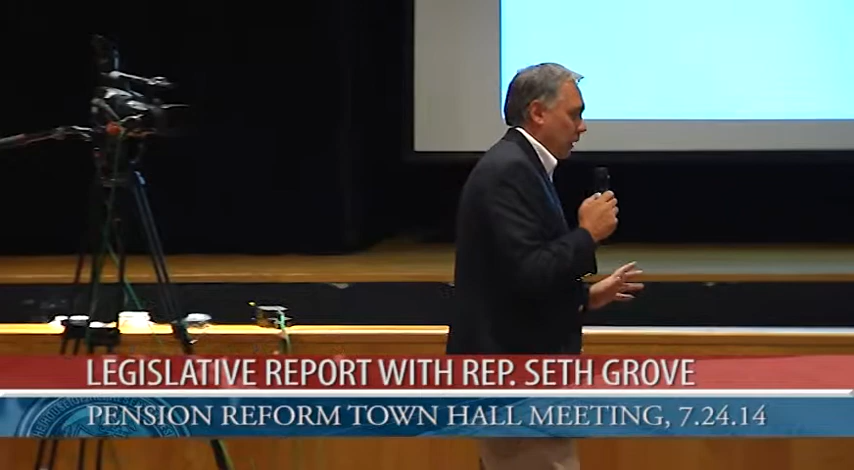 LEGISLATIVE REPORT WITH REP. SETH GROVE
PENSION REFORM TOWN HALL MEETING, 7.24.14